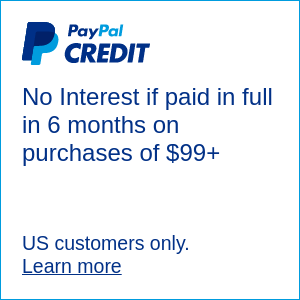 PayPal
CREDIT
No Interest if paid in full
in 6 months on
purchases of $99+
US customers only.
Learn more